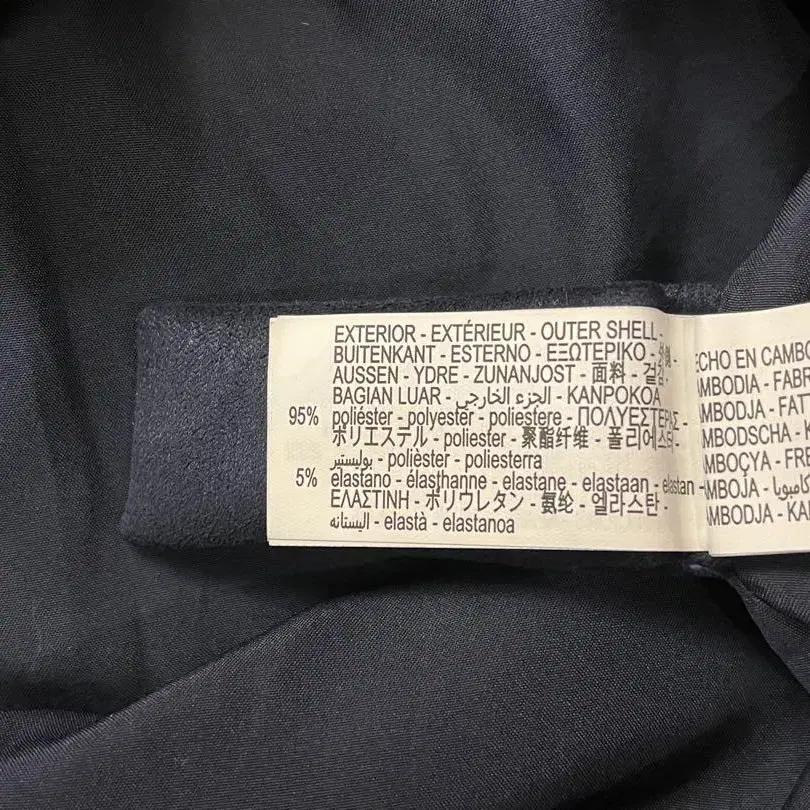 EXTERIOR - EXTÉRIEUR - OUTER SHELL -
BUITENKANT - ESTERNO - ΕΞΩΤΕΡΙΚΟ -
AUSSEN - YDRE - ZUNANJOST - 面料 - 겉감 -
BAGIAN LUAR - الجزء الخارجي - KANPOKOA
95% poliéster - polyester - poliestere - ΠΟΛΥΕΣΤΕΡΑΣ -
ポリエステル - poliester - 聚酯纤维 - 폴리에스터 -
بوليستير - polièster - poliesterra
5% elastano - élasthanne - elastane - elastaan - elastan -
ΕΛΑΣΤΙΝΗ - ポリウレタン - 氨纶 - 엘라스탄 -
اليستانه - elastà - elastanoa
ECHO EN CAMBO
AMBODIA - FABR
AMBODJA - FATT
AMBODSCHA - K
AMBOÇYA - FRE
AMBOJA - كامبوديا
AMBODJA - KA